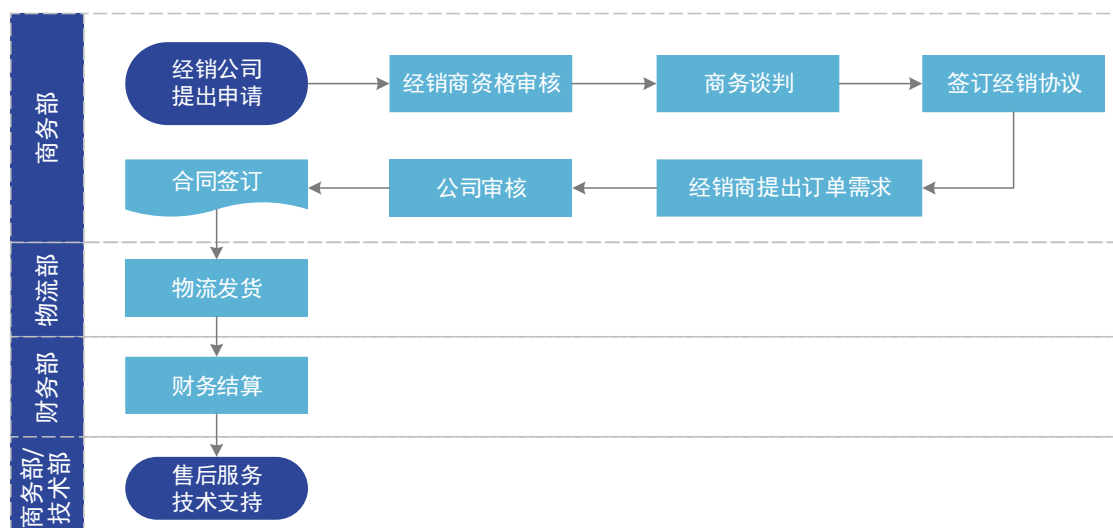 商务部
经销公司
提出申请
经销商资格审核
商务谈判
签订经销协议
合同签订
公司审核
经销商提出订单需求
物流部
物流发货
财务部
财务结算
商务部/
技术部
售后服务
技术支持